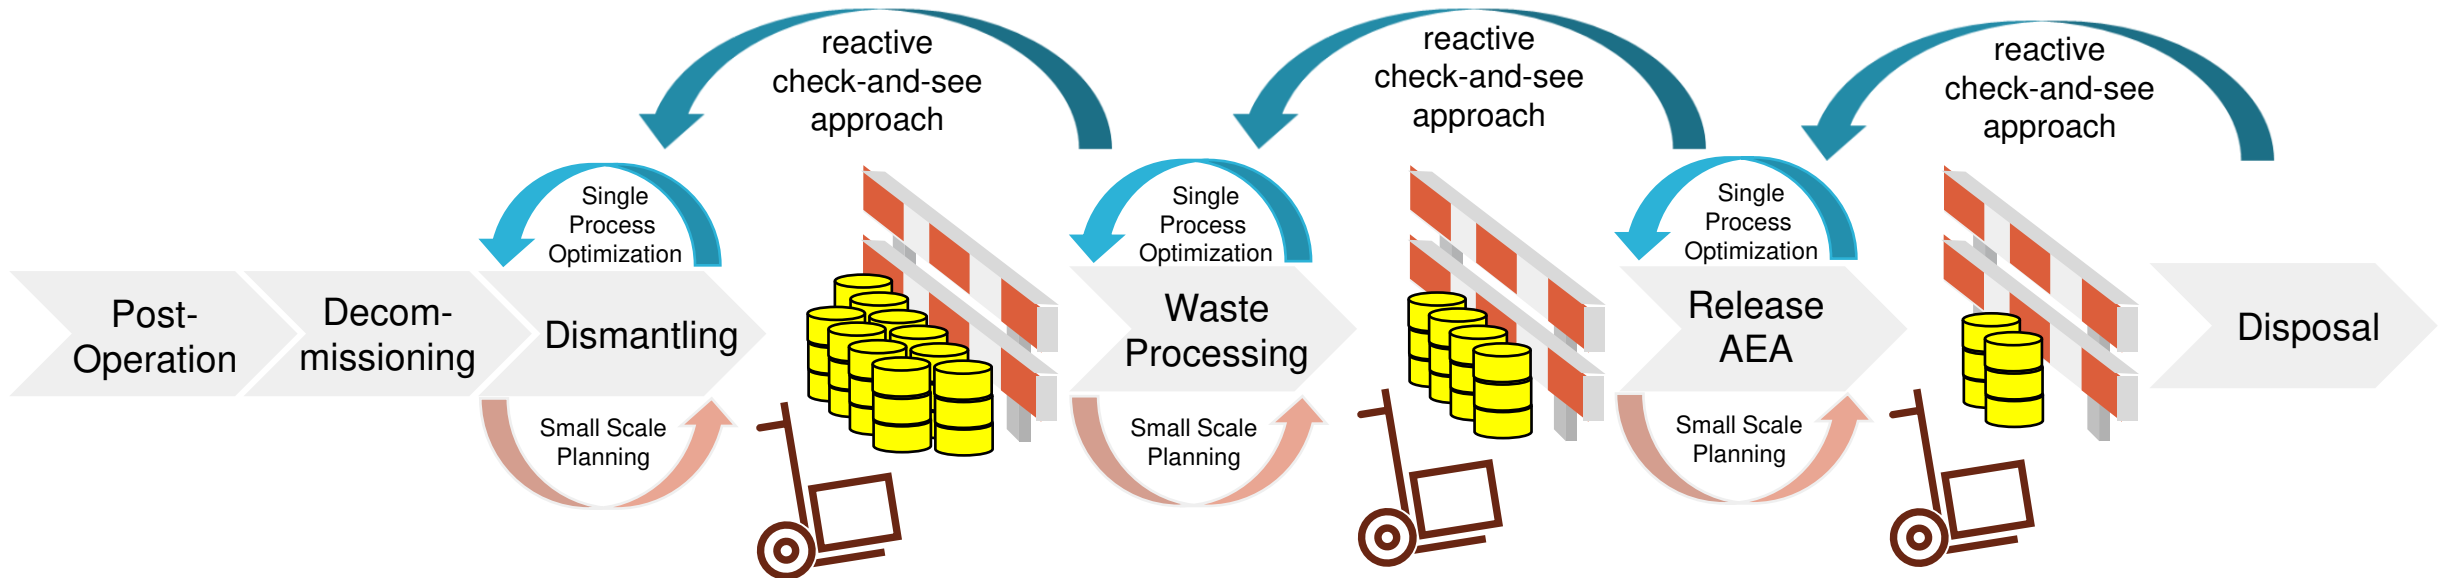 reactive
check-and-see
approach
reactive
check-and-see
approach
reactive
check-and-see
approach
Single
Process
Optimization
Single
Process
Optimization
Single
Process
Optimization
Post-
Operation
Decom-
missioning
Dismantling
Waste
Processing
Release
AEA
Disposal
Small Scale
Planning
Small Scale
Planning
Small Scale
Planning